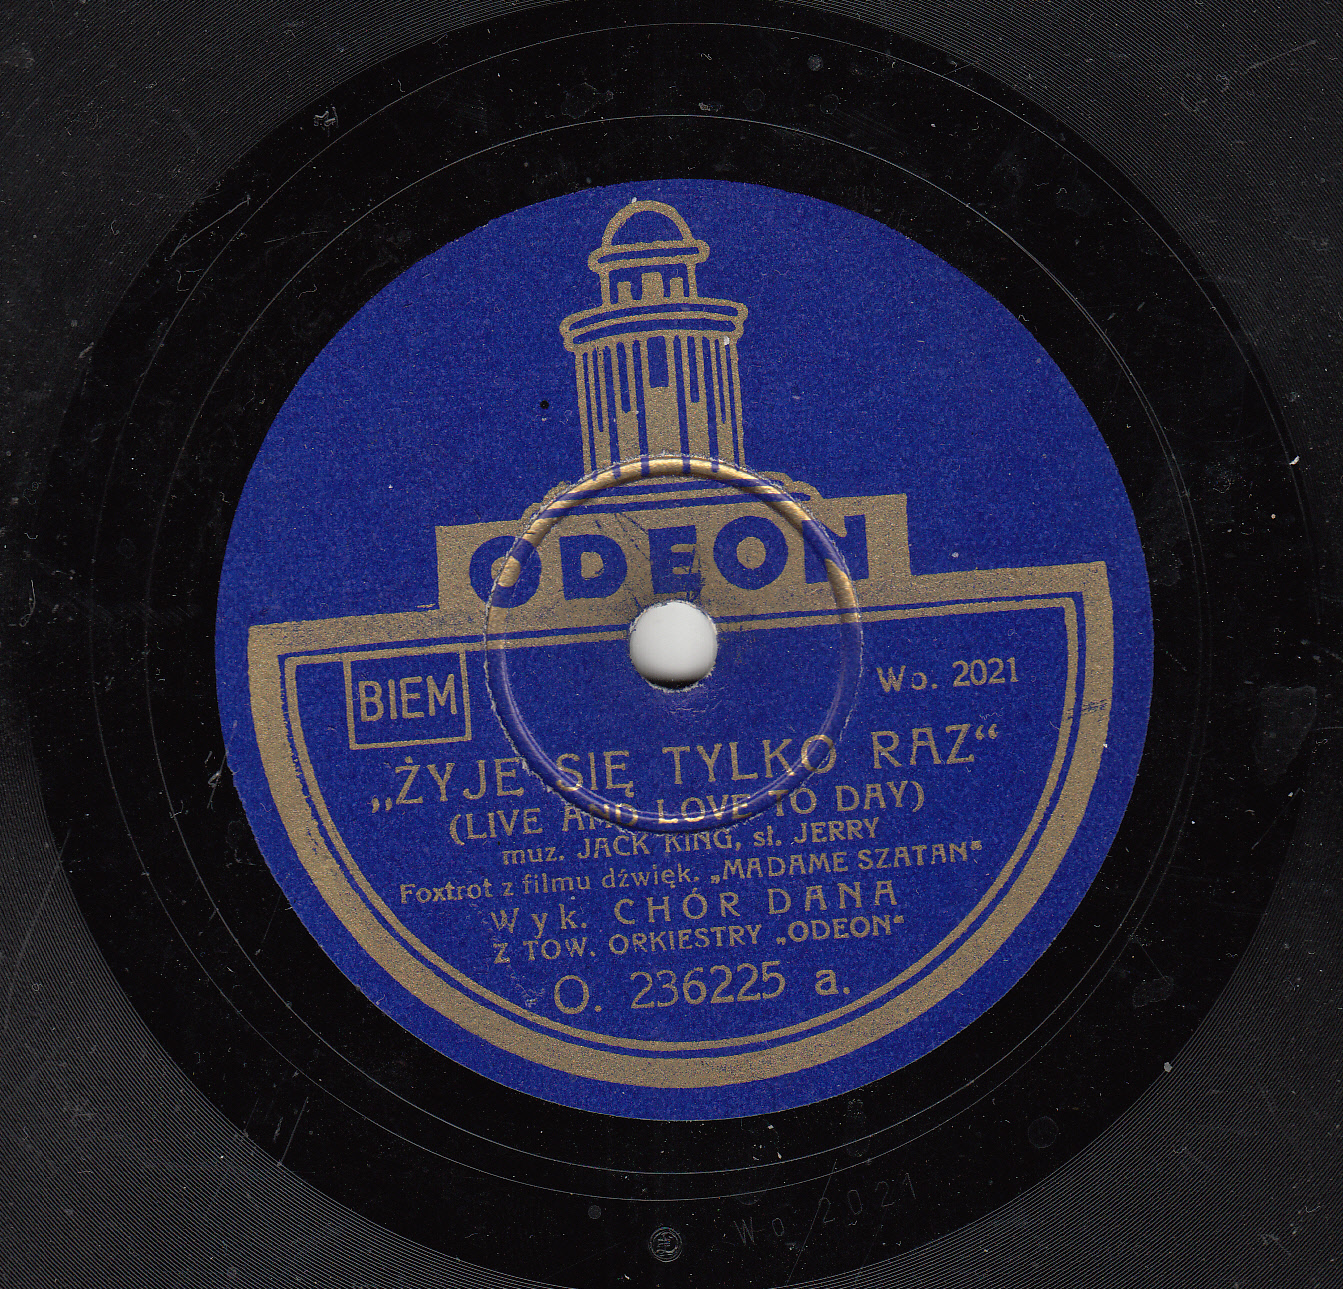 ODEON
BIEM
Wo. 2021
„ŻYJE SIĘ TYLKO RAZ“
(LIVE AND LOVE TO DAY)
muz. JACK KING, sł. JERRY
Foxtrot z filmu dźwięk. „MADAME SZATAN“
Wyk. CHÓR DANA
Z TOW. ORKIESTRY „ODEON“
O. 236225 a.
Wo 2021